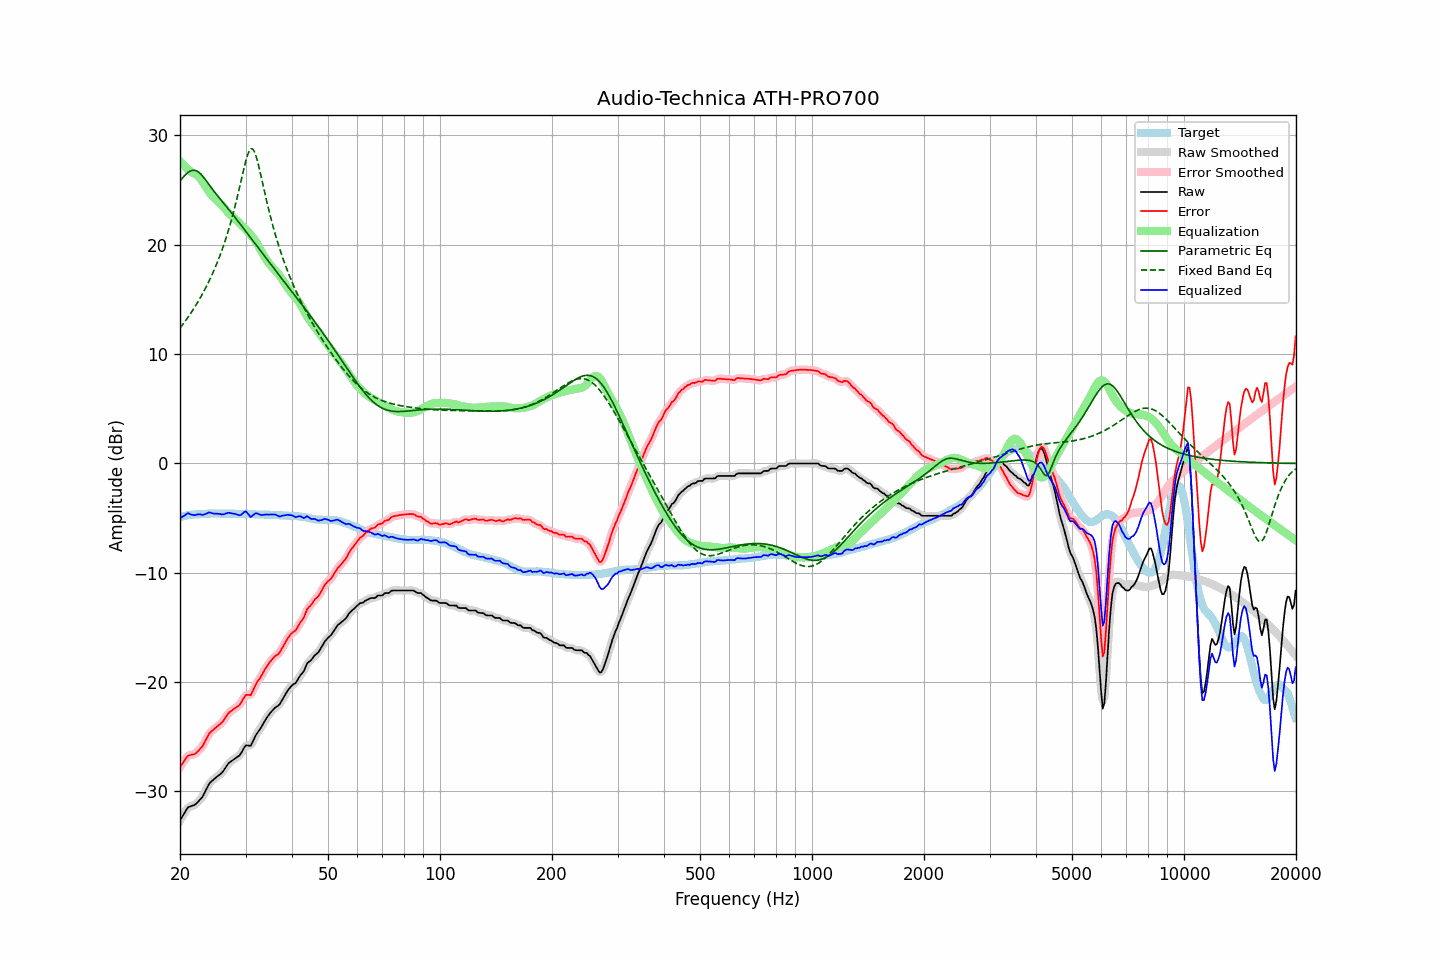 Audio-Technica ATH-PRO700
Amplitude (dBr)
30
20
10
0
−10
−20
−30
20
50
100
200
500
1000
2000
5000
10000
20000
Frequency (Hz)
Target
Raw Smoothed
Error Smoothed
Raw
Error
Equalization
Parametric Eq
Fixed Band Eq
Equalized